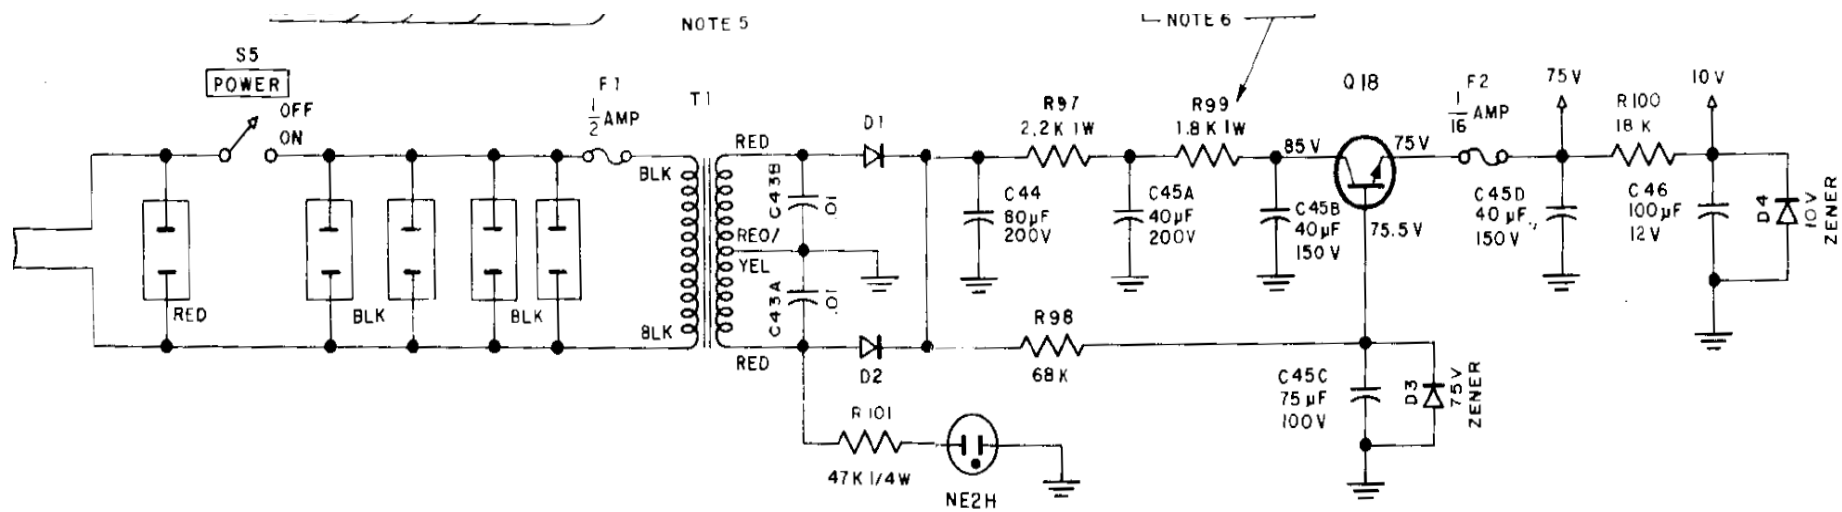 NOTE 5
NOTE 6
S5
POWER
OFF
ON
F1
1/2 AMP
T1
BLK
BLK
RED
BLK
BLK
RED
REO/
YEL
RED
C43B
.01
C43A
.01
D1
D2
R97
2.2K 1W
R99
1.8K 1W
C44
80µF
200V
C45A
40µF
200V
85V
C45B
40µF
150V
Q18
75V
75.5V
F2
1/16 AMP
75V
C45D
40µF
150V
R100
18K
10V
C46
100µF
12V
D4
10V
ZENER
R98
68K
C45C
75µF
100V
D3
75V
ZENER
R101
47K 1/4W
NE2H